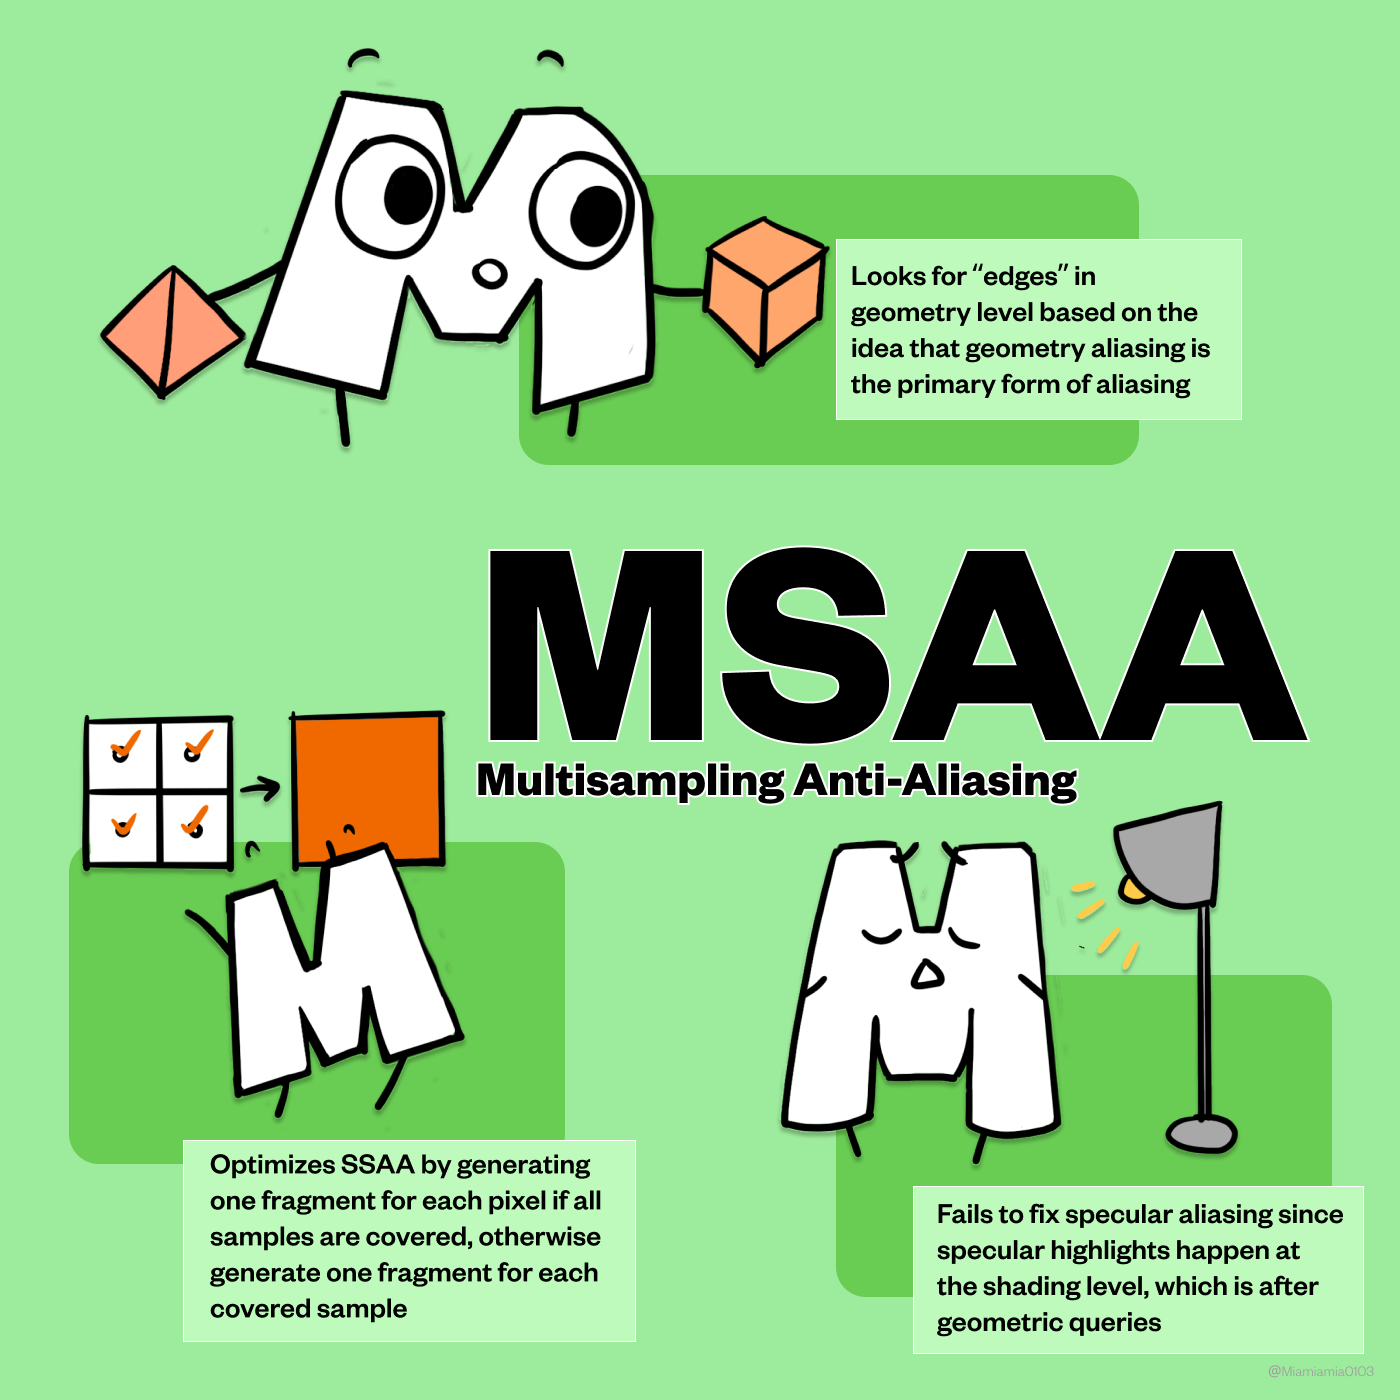 Looks for “edges” in
geometry level based on the
idea that geometry aliasing is
the primary form of aliasing
MSAA
Multisampling Anti-Aliasing
Optimizes SSAA by generating
one fragment for each pixel if all
samples are covered, otherwise
generate one fragment for each
covered sample
Fails to fix specular aliasing since
specular highlights happen at
the shading level, which is after
geometric queries
@Miamiamia0103